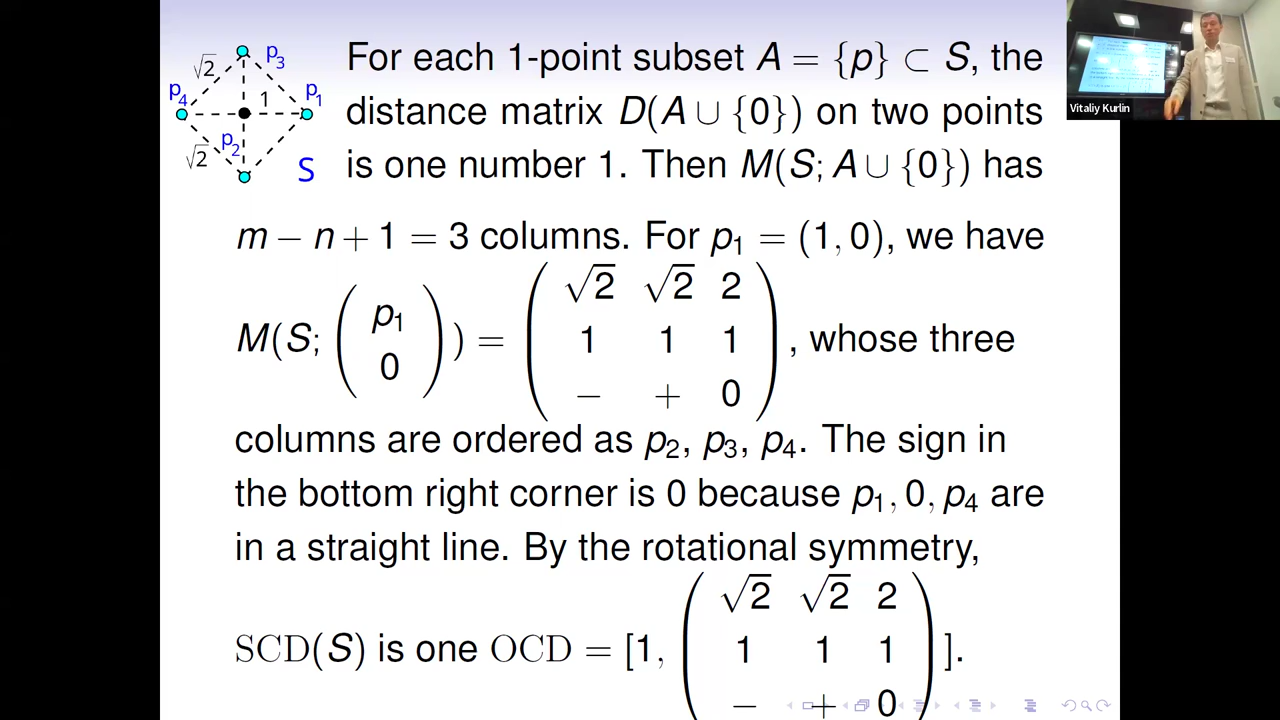 √2 p₃
p₄ 1 p₁
p₂
√2 S
For each 1-point subset A = {p} ⊂ S, the
distance matrix D(A ∪ {0}) on two points
is one number 1. Then M(S; A ∪ {0}) has
m − n + 1 = 3 columns. For p₁ = (1, 0), we have
√2 √2 2
p₁
M(S; ( ) ) = ( 1 1 1 ) , whose three
0
− + 0
columns are ordered as p₂, p₃, p₄. The sign in
the bottom right corner is 0 because p₁, 0, p₄ are
in a straight line. By the rotational symmetry,
√2 √2 2
SCD(S) is one OCD = [1, ( 1 1 1 ) ].
− + 0
Vitaliy Kurlin